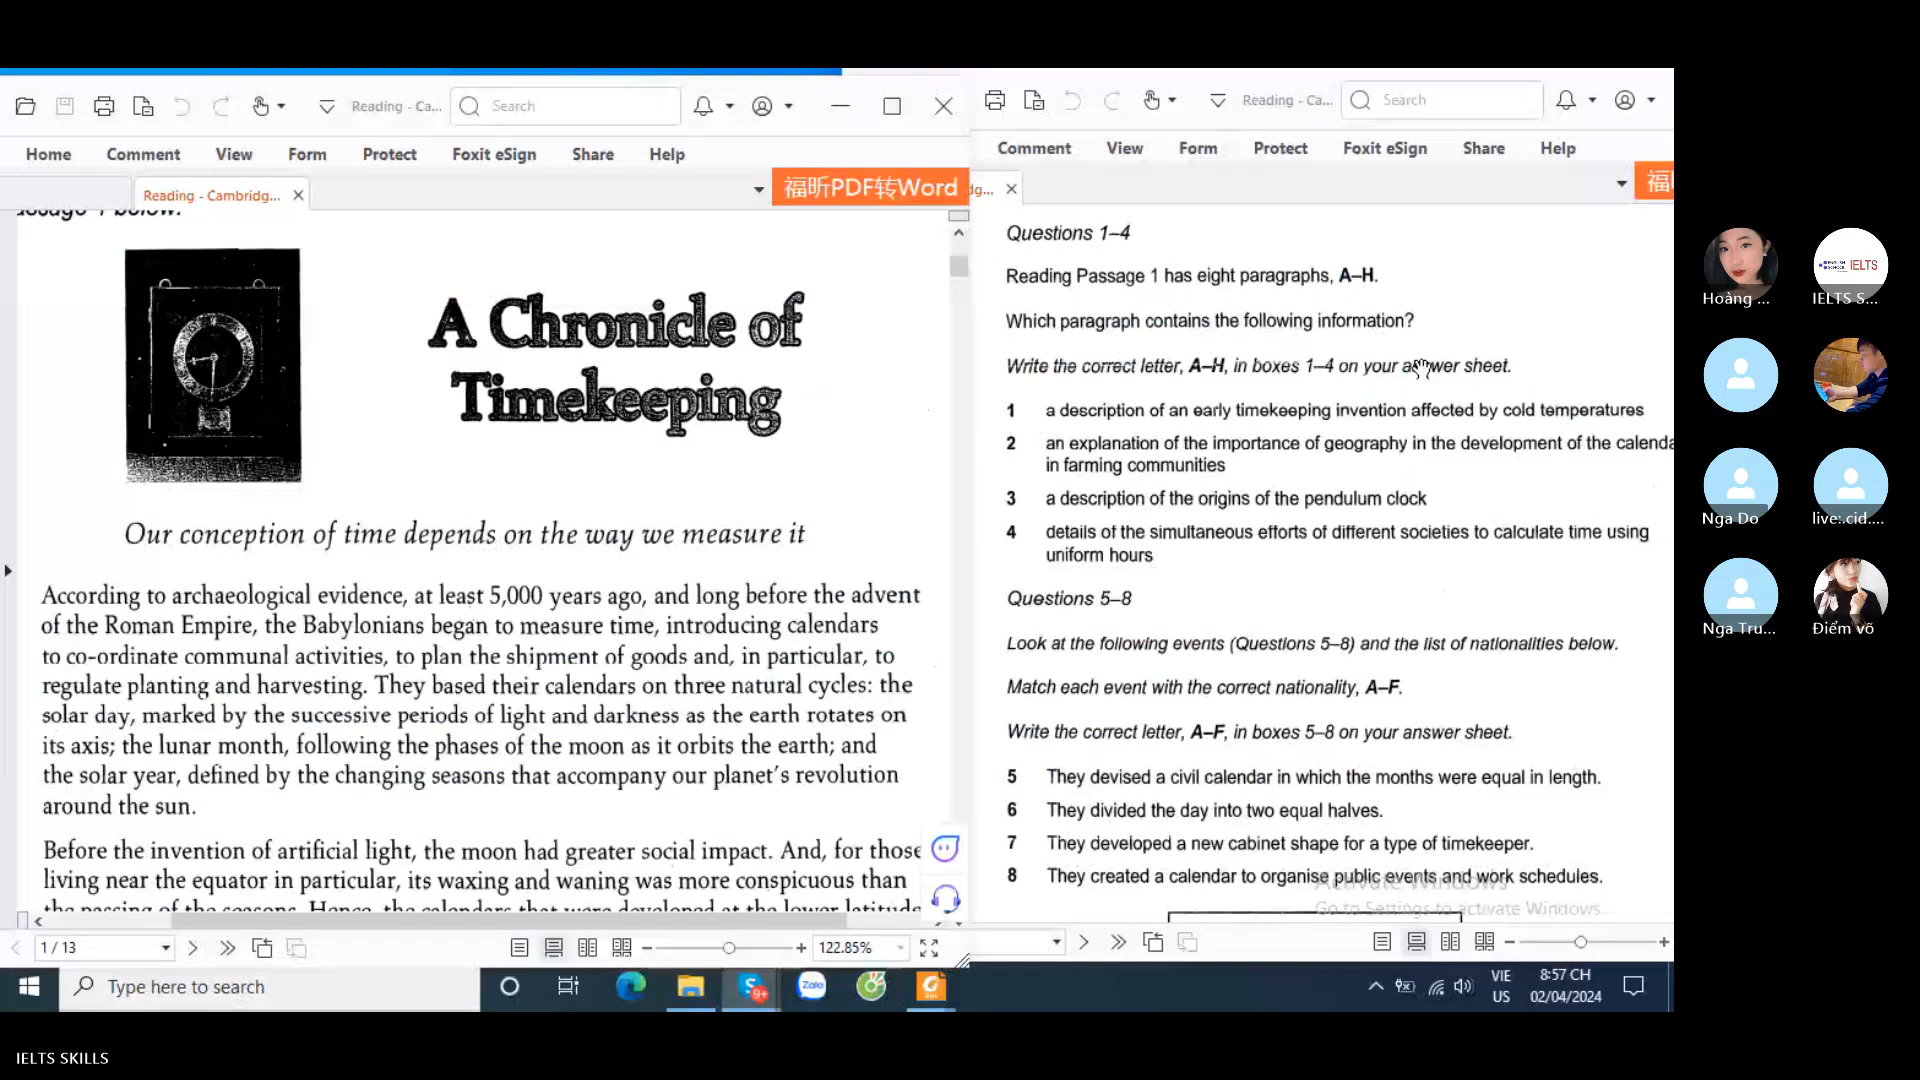 Reading - Ca...
Search
Home
Comment
View
Form
Protect
Foxit eSign
Share
Help
Reading - Cambridg...
福昕PDF转Word
A Chronicle of
Timekeeping
Our conception of time depends on the way we measure it
According to archaeological evidence, at least 5,000 years ago, and long before the advent
of the Roman Empire, the Babylonians began to measure time, introducing calendars
to co-ordinate communal activities, to plan the shipment of goods and, in particular, to
regulate planting and harvesting. They based their calendars on three natural cycles: the
solar day, marked by the successive periods of light and darkness as the earth rotates on
its axis; the lunar month, following the phases of the moon as it orbits the earth; and
the solar year, defined by the changing seasons that accompany our planet's revolution
around the sun.
Before the invention of artificial light, the moon had greater social impact. And, for those
living near the equator in particular, its waxing and waning was more conspicuous than
the passing of the seasons. Hence, the calendars that were developed at the lower latitude
1 / 13
122.85%
Reading - Ca...
Search
Comment
View
Form
Protect
Foxit eSign
Share
Help
dg...
福
Questions 1–4
Reading Passage 1 has eight paragraphs, A–H.
Which paragraph contains the following information?
Write the correct letter, A–H, in boxes 1–4 on your answer sheet.
1 a description of an early timekeeping invention affected by cold temperatures
2 an explanation of the importance of geography in the development of the calenda
in farming communities
3 a description of the origins of the pendulum clock
4 details of the simultaneous efforts of different societies to calculate time using
uniform hours
Questions 5–8
Look at the following events (Questions 5–8) and the list of nationalities below.
Match each event with the correct nationality, A–F.
Write the correct letter, A–F, in boxes 5–8 on your answer sheet.
5 They devised a civil calendar in which the months were equal in length.
6 They divided the day into two equal halves.
7 They developed a new cabinet shape for a type of timekeeper.
8 They created a calendar to organise public events and work schedules.
Activate Windows
Go to Settings to activate Windows.
Type here to search
9+
Zalo
VIE
US
8:57 CH
02/04/2024
Hoàng ...
IELTS
IELTS S...
Nga Do
live:.cid....
Nga Tru...
Điểm võ
IELTS SKILLS